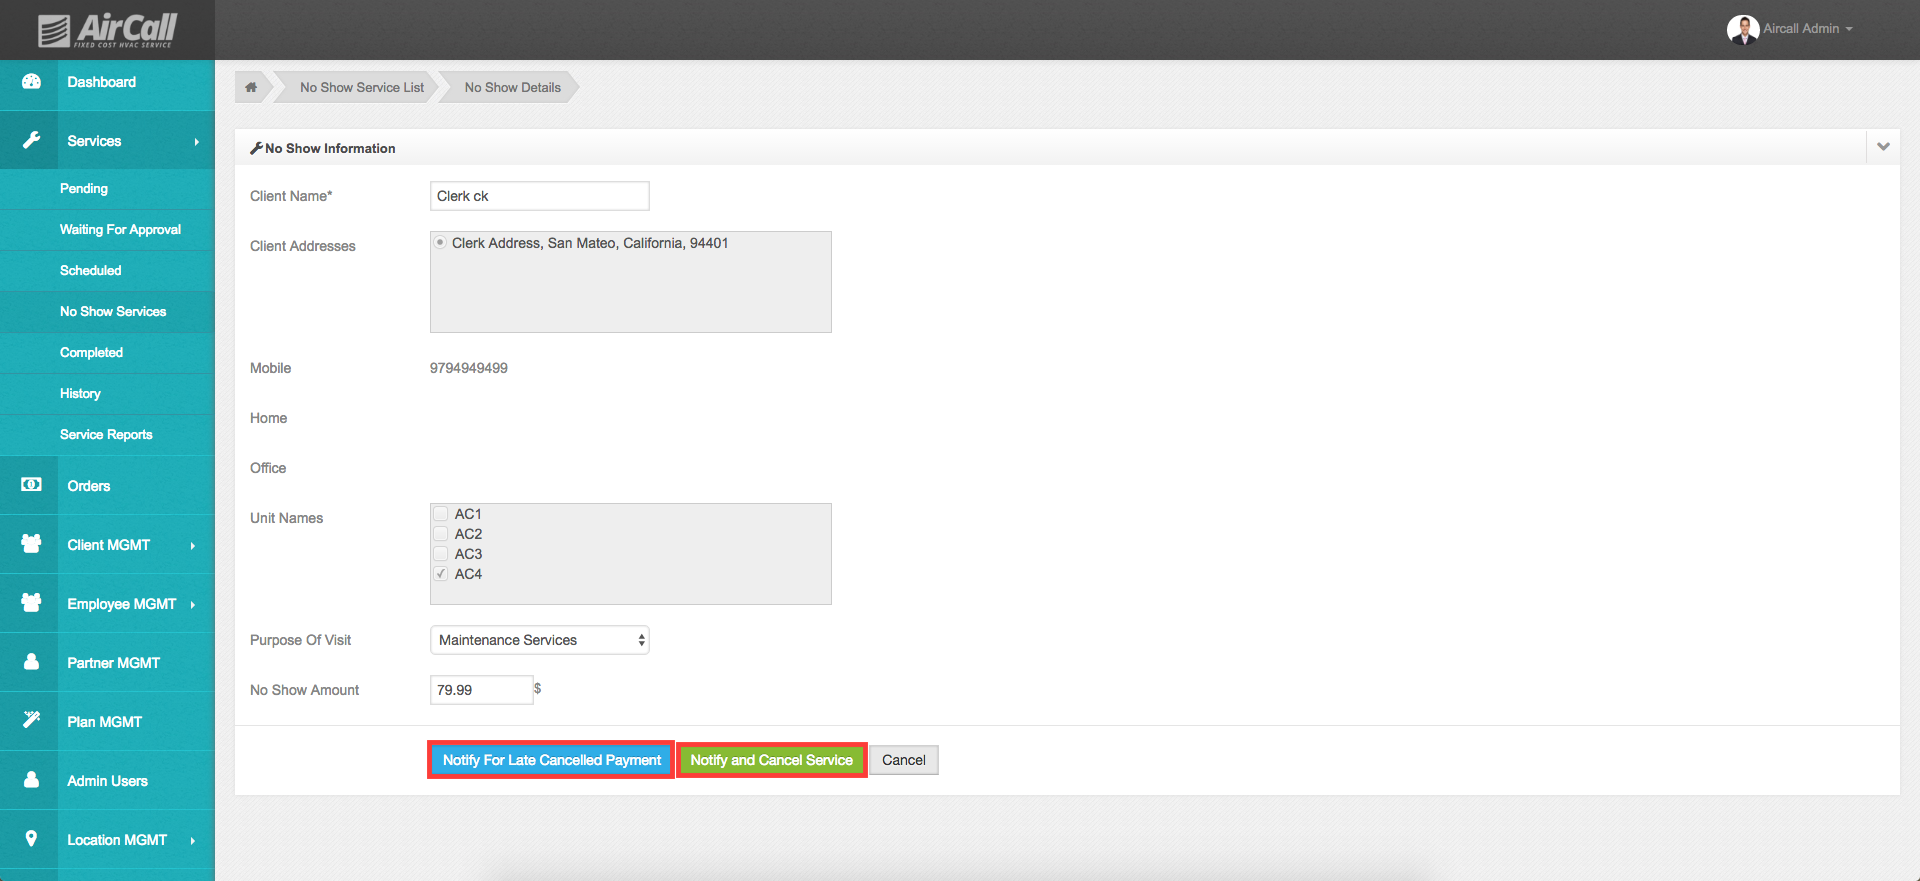 AirCall
FIXED COST HVAC SERVICE
Aircall Admin
Dashboard
Services
Pending
Waiting For Approval
Scheduled
No Show Services
Completed
History
Service Reports
Orders
Client MGMT
Employee MGMT
Partner MGMT
Plan MGMT
Admin Users
Location MGMT
No Show Service List
No Show Details
No Show Information
Client Name*
Clerk ck
Client Addresses
Clerk Address, San Mateo, California, 94401
Mobile
9794949499
Home
Office
Unit Names
AC1
AC2
AC3
AC4
Purpose Of Visit
Maintenance Services
No Show Amount
79.99
$
Notify For Late Cancelled Payment
Notify and Cancel Service
Cancel